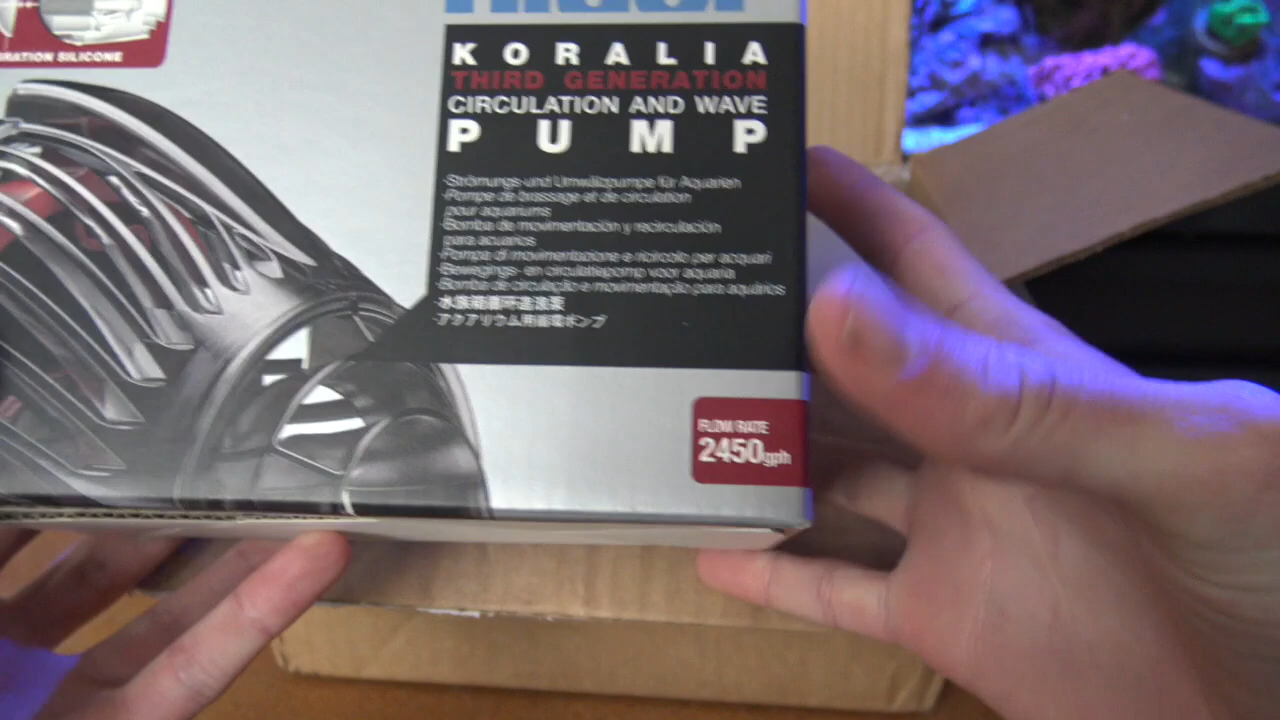 RATION SILICONE
KORALIA
THIRD GENERATION
CIRCULATION AND WAVE
PUMP
·Strömungs-und Umwälzpumpe für Aquarien
·Pompe de brassage et de circulation
pour aquariums
·Bomba de movimentación y recirculación
para acuarios
·Pompa di movimentazione e ricircolo per acquari
·Bewegings- en circulatiepomp voor aquaria
·Bomba de circulação e movimentação para aquários
·アクアリウム用循環ポンプ
FLOW RATE
2450gph